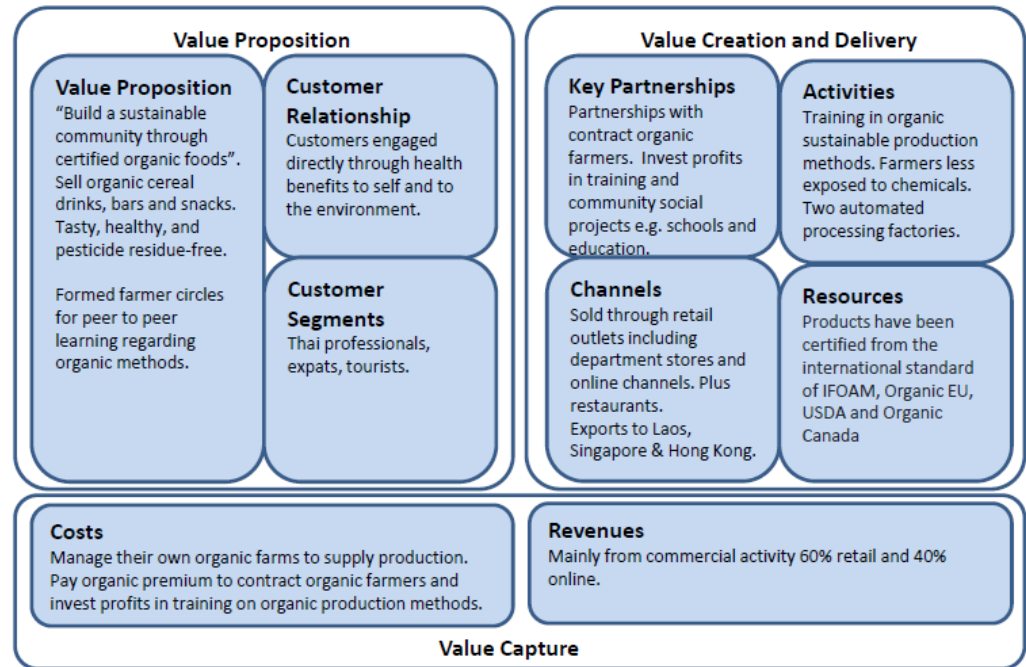 Value Proposition
Value Proposition
“Build a sustainable
community through
certified organic foods”.
Sell organic cereal
drinks, bars and snacks.
Tasty, healthy, and
pesticide residue-free.
Formed farmer circles
for peer to peer
learning regarding
organic methods.
Customer
Relationship
Customers engaged
directly through health
benefits to self and to
the environment.
Customer
Segments
Thai professionals,
expats, tourists.
Value Creation and Delivery
Key Partnerships
Partnerships with
contract organic
farmers.  Invest profits
in training and
community social
projects e.g. schools and
education.
Activities
Training in organic
sustainable production
methods. Farmers less
exposed to chemicals.
Two automated
processing factories.
Channels
Sold through retail
outlets including
department stores and
online channels. Plus
restaurants.
Exports to Laos,
Singapore & Hong Kong.
Resources
Products have been
certified from the
international standard
of IFOAM, Organic EU,
USDA and Organic
Canada
Costs
Manage their own organic farms to supply production.
Pay organic premium to contract organic farmers and
invest profits in training on organic production methods.
Revenues
Mainly from commercial activity 60% retail and 40%
online.
Value Capture